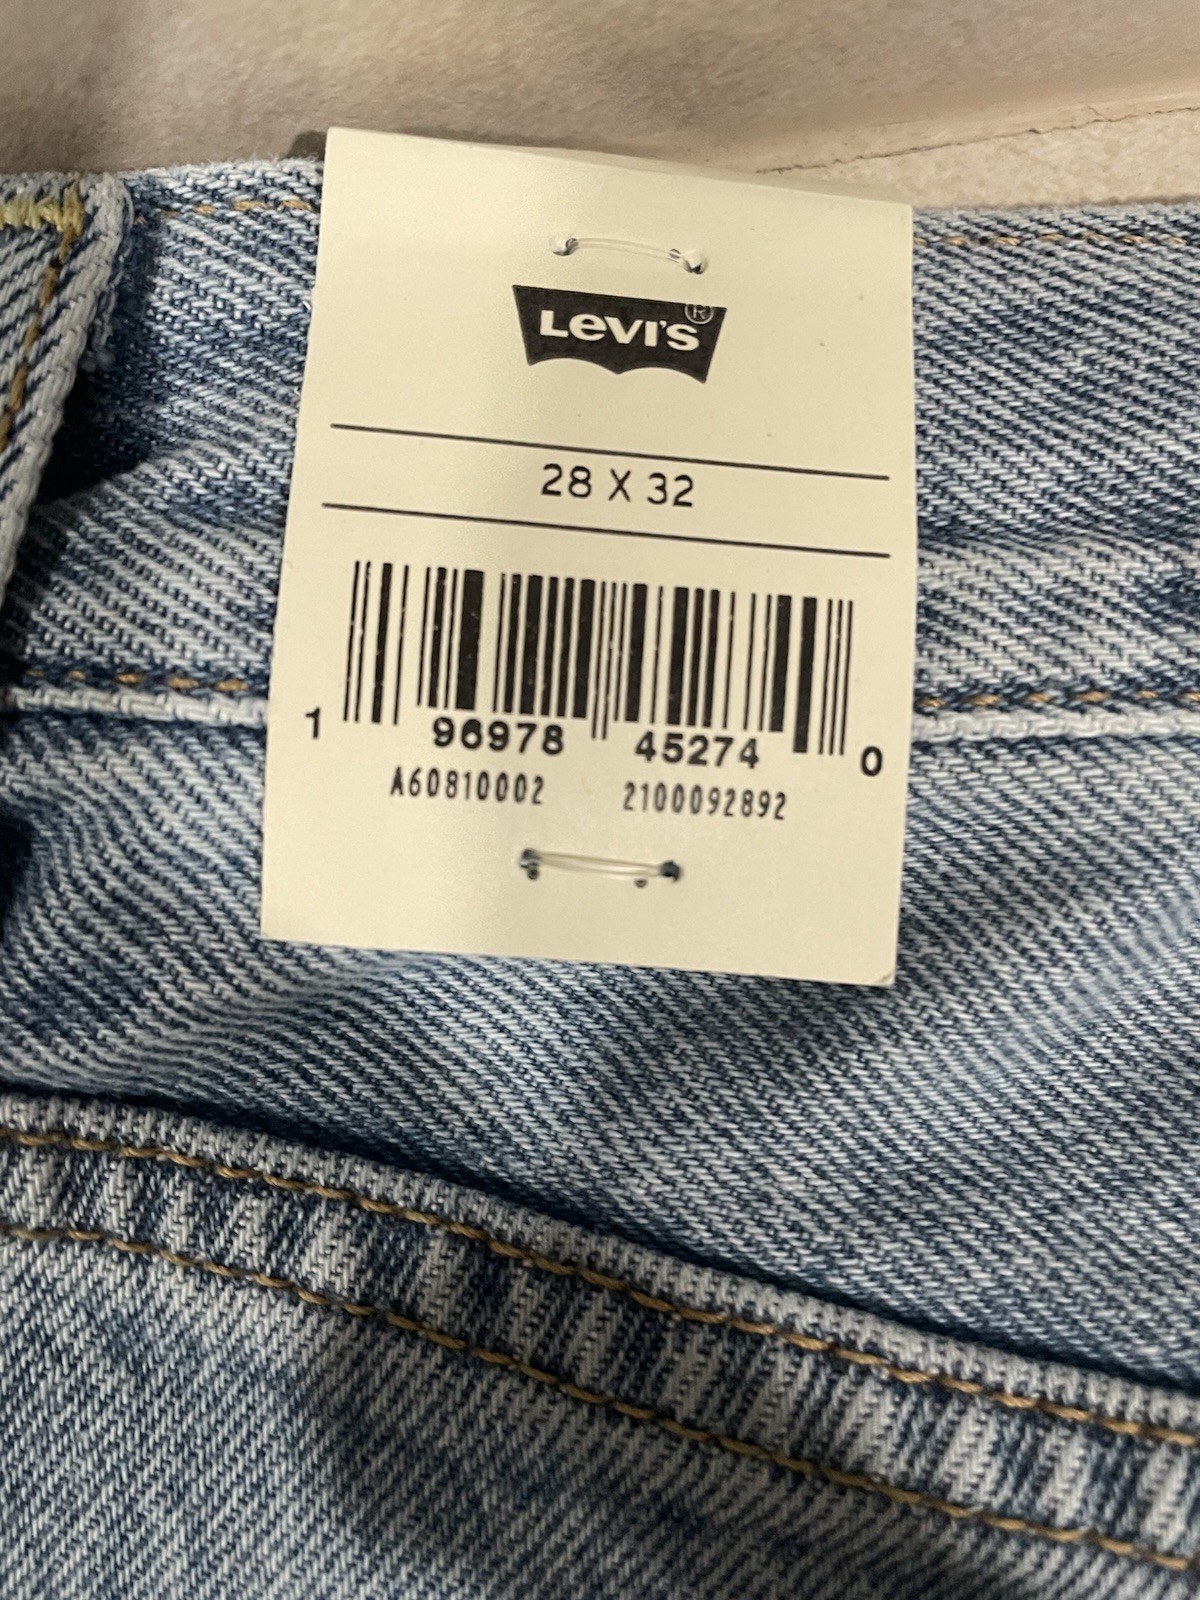 LEVI'S®
28 X 32
1 96978 45274 0
A60810002 2100092892